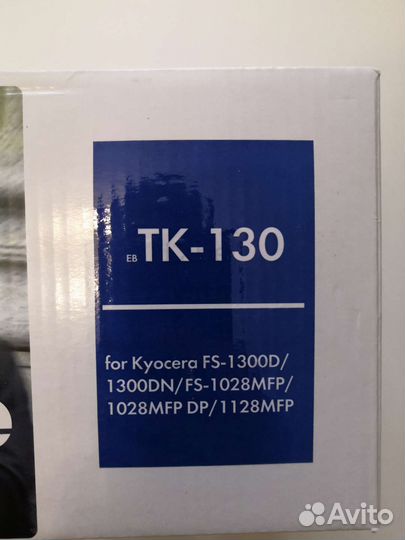 EB TK-130
for Kyocera FS-1300D/
1300DN/FS-1028MFP/
1028MFP DP/1128MFP
e
Avito